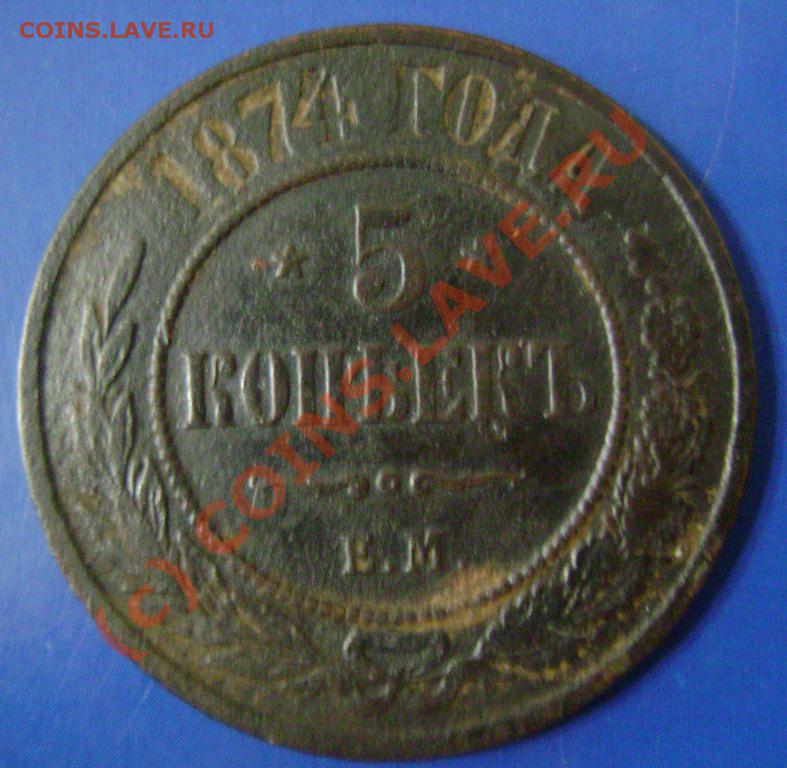 COINS.LAVE.RU
1874 ГОДА
* 5 *
КОПѢЕКЪ
Е.М.
(c) COINS.LAVE.RU